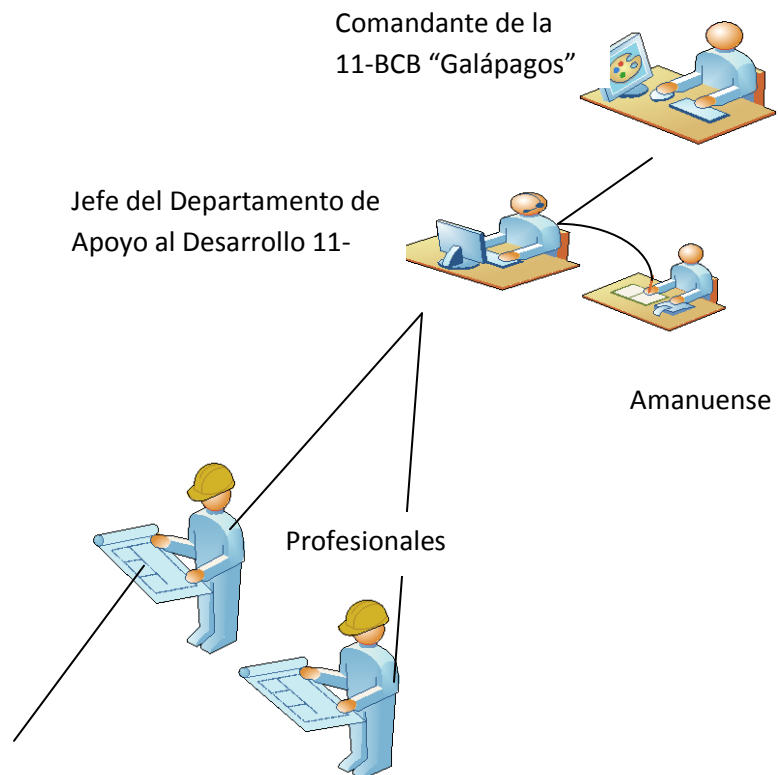 Comandante de la
11-BCB “Galápagos”
Jefe del Departamento de
Apoyo al Desarrollo 11-
Amanuense
Profesionales